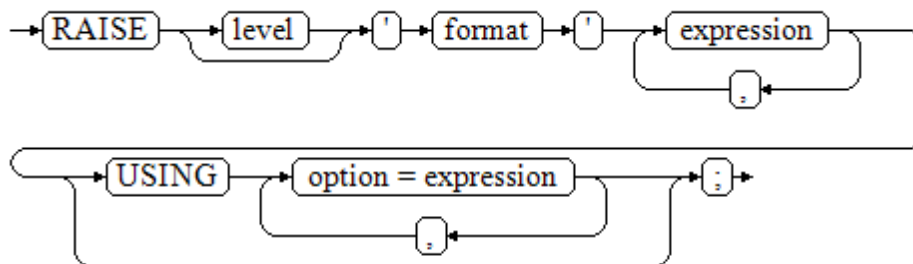 RAISE level ' format ' expression
,
USING option = expression ;
,